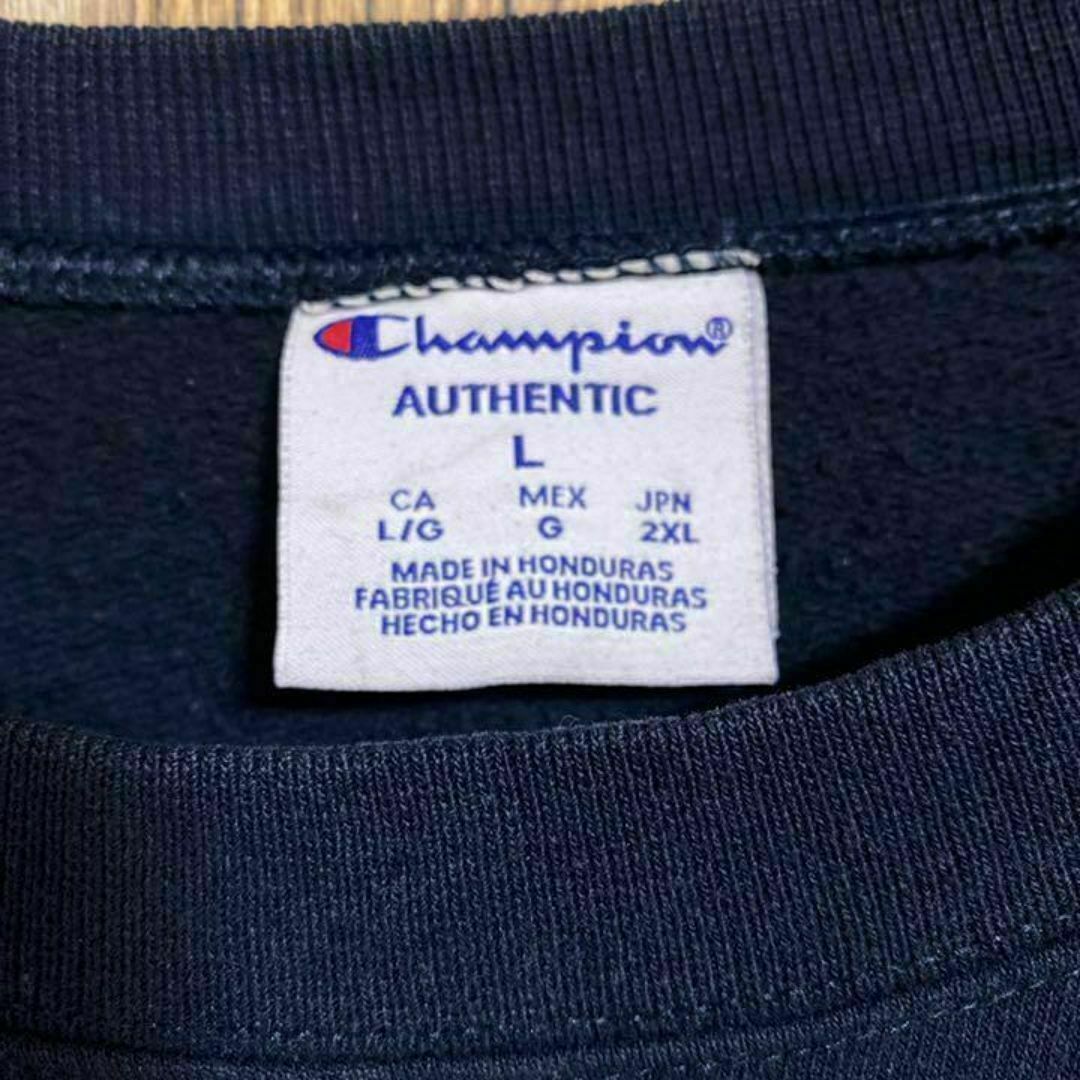 Champion®
AUTHENTIC
L
CA MEX JPN
L/G G 2XL
MADE IN HONDURAS
FABRIQUÉ AU HONDURAS
HECHO EN HONDURAS